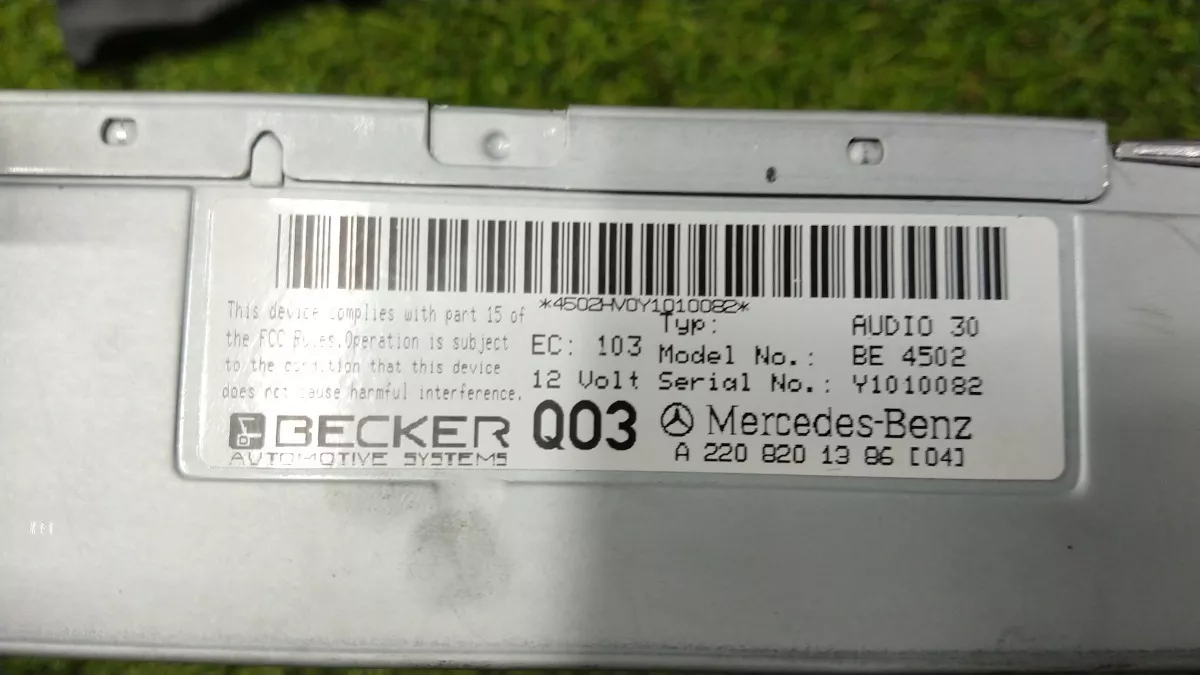 *4502HV0Y1010082*
This device complies with part 15 of
the FCC Rules.Operation is subject
to the condition that this device
does not cause harmful interference.
EC: 103
12 Volt
Typ: AUDIO 30
Model No.: BE 4502
Serial No.: Y1010082
BECKER
AUTOMOTIVE SYSTEMS
Q03
Mercedes-Benz
A 220 820 13 86 [04]